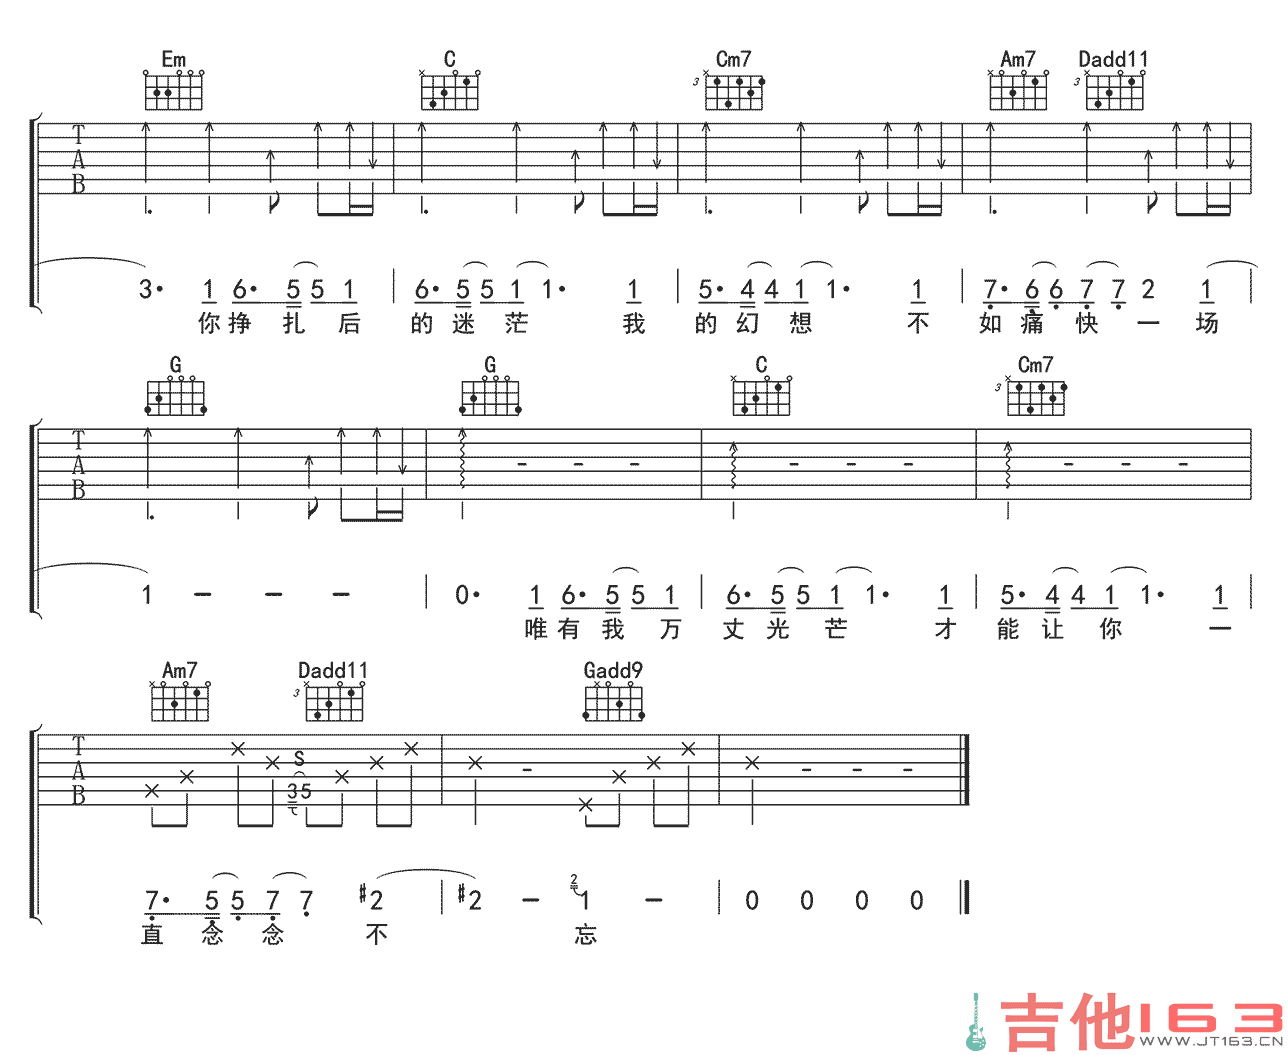 Em C Cm7 Am7 Dadd11
3 3
T
A
B
3· 1 6· 5 5 1 6· 5 5 1 1· 1 5· 4 4 1 1· 1 7· 6 6 7 7 2 1
你 挣 扎 后 的 迷 茫 我 的 幻 想 不 如 痛 快 一 场
G G C Cm7
3
T
A
B
1 - - - 0· 1 6· 5 5 1 6· 5 5 1 1· 1 5· 4 4 1 1· 1
唯 有 我 万 丈 光 芒 才 能 让 你 一
Am7 Dadd11 Gadd9
3
T
A
B
S
35
7· 5 5 7 7 #2 #2 - 2 1 - 0 0 0 0
直 念 念 不 忘
吉他163
WWW.JT163.CN